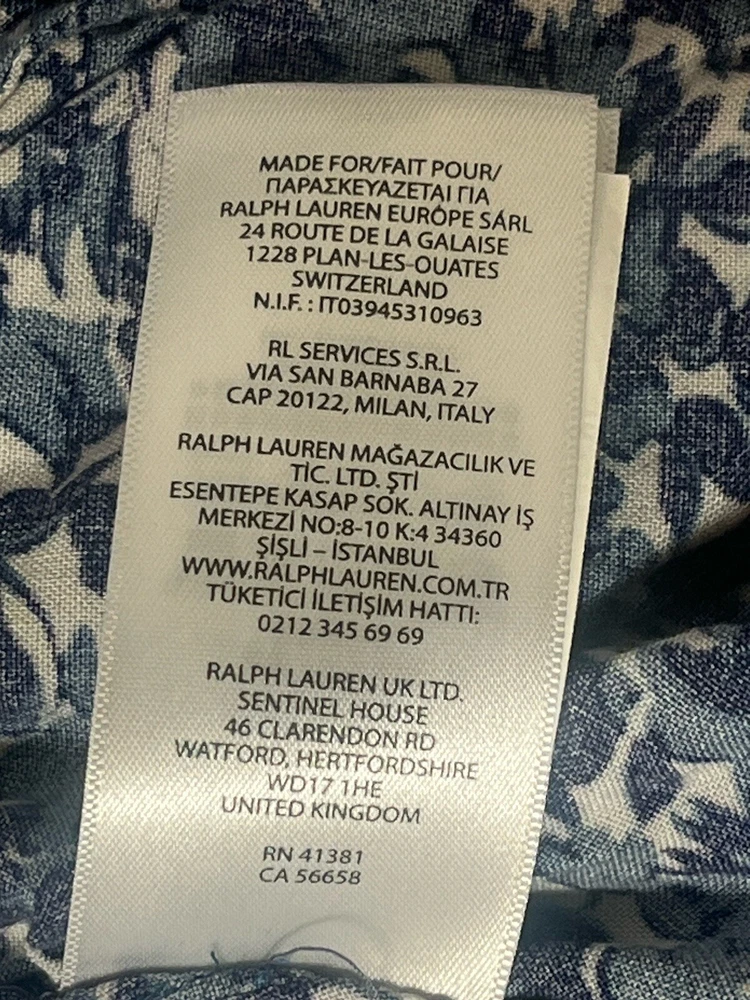 MADE FOR/FAIT POUR/
ΠΑΡΑΣΚΕΥΑΖΕΤΑΙ ΓΙΑ
RALPH LAUREN EUROPE SÀRL
24 ROUTE DE LA GALAISE
1228 PLAN-LES-OUATES
SWITZERLAND
N.I.F. : IT03945310963
RL SERVICES S.R.L.
VIA SAN BARNABA 27
CAP 20122, MILAN, ITALY
RALPH LAUREN MAĞAZACILIK VE
TİC. LTD. ŞTİ
ESENTEPE KASAP SOK. ALTINAY İŞ
MERKEZİ NO:8-10 K:4 34360
ŞİŞLİ – İSTANBUL
WWW.RALPHLAUREN.COM.TR
TÜKETİCİ İLETİŞİM HATTI:
0212 345 69 69
RALPH LAUREN UK LTD.
SENTINEL HOUSE
46 CLARENDON RD
WATFORD, HERTFORDSHIRE
WD17 1HE
UNITED KINGDOM
RN 41381
CA 56658